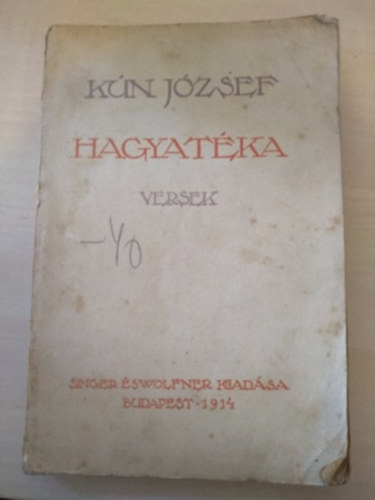 KÚN JÓZSEF
HAGYATÉKA
VERSEK
SINGER ÉS WOLFNER KIADÁSA
BUDAPEST · 1914